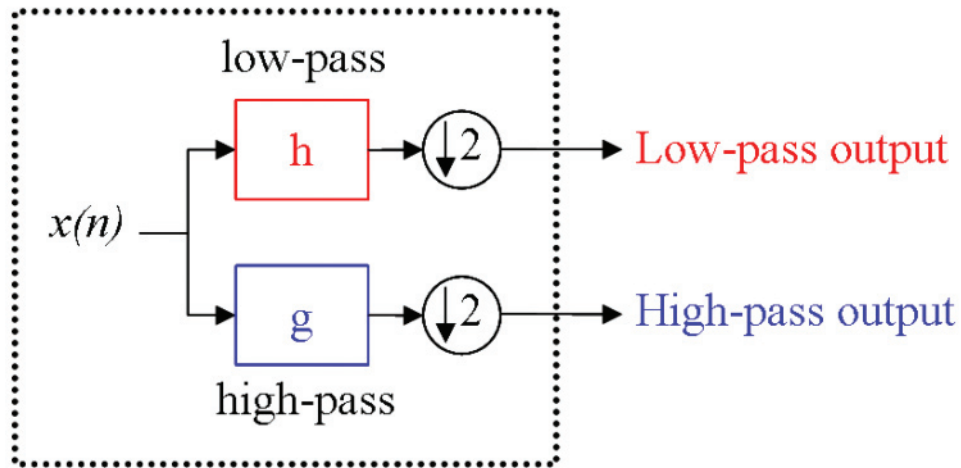 low-pass
h
↓2
Low-pass output
x(n)
g
↓2
High-pass output
high-pass